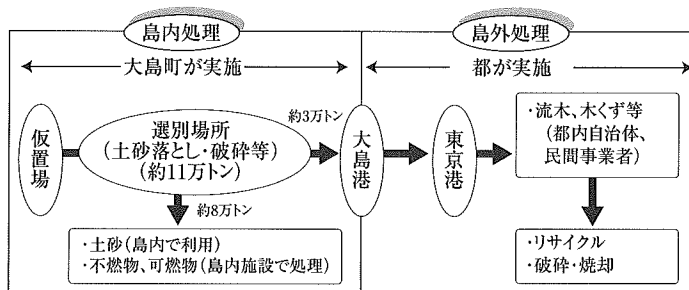 島内処理
島外処理
大島町が実施
都が実施
仮置場
選別場所
(土砂落とし・破砕等)
(約11万トン)
約3万トン
大島港
東京港
・流木、木くず等
(都内自治体、
民間事業者)
約8万トン
・土砂(島内で利用)
・不燃物、可燃物(島内施設で処理)
・リサイクル
・破砕・焼却